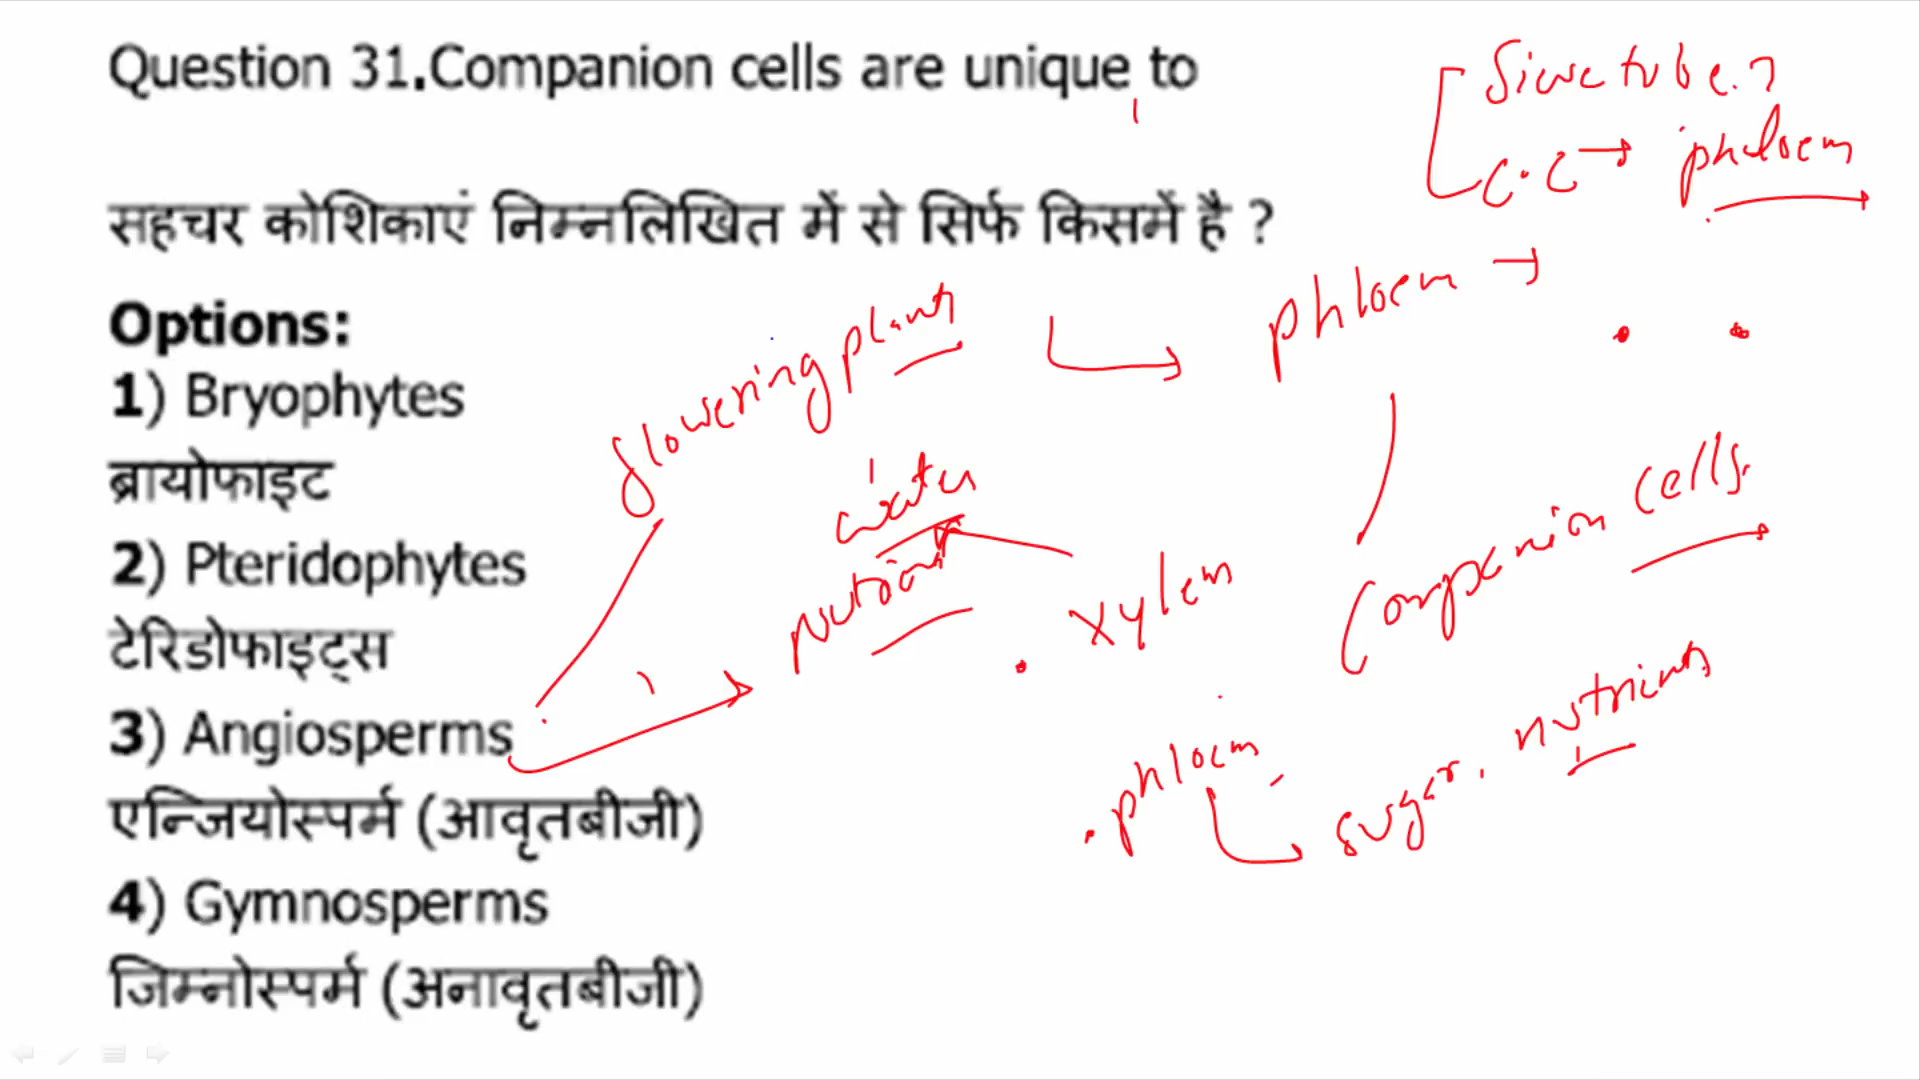 Question 31.Companion cells are unique to
सहचर कोशिकाएं निम्नलिखित में से सिर्फ किसमें है ?
Options:
1) Bryophytes
ब्रायोफाइट
2) Pteridophytes
टेरिडोफाइट्स
3) Angiosperms
एन्जियोस्पर्म (आवृतबीजी)
4) Gymnosperms
जिम्नोस्पर्म (अनावृतबीजी)
Sieve tube
C.C → phloem
phloem →
flowering plants
water
xylem
companion cells.
phloem
sugar, nutrients